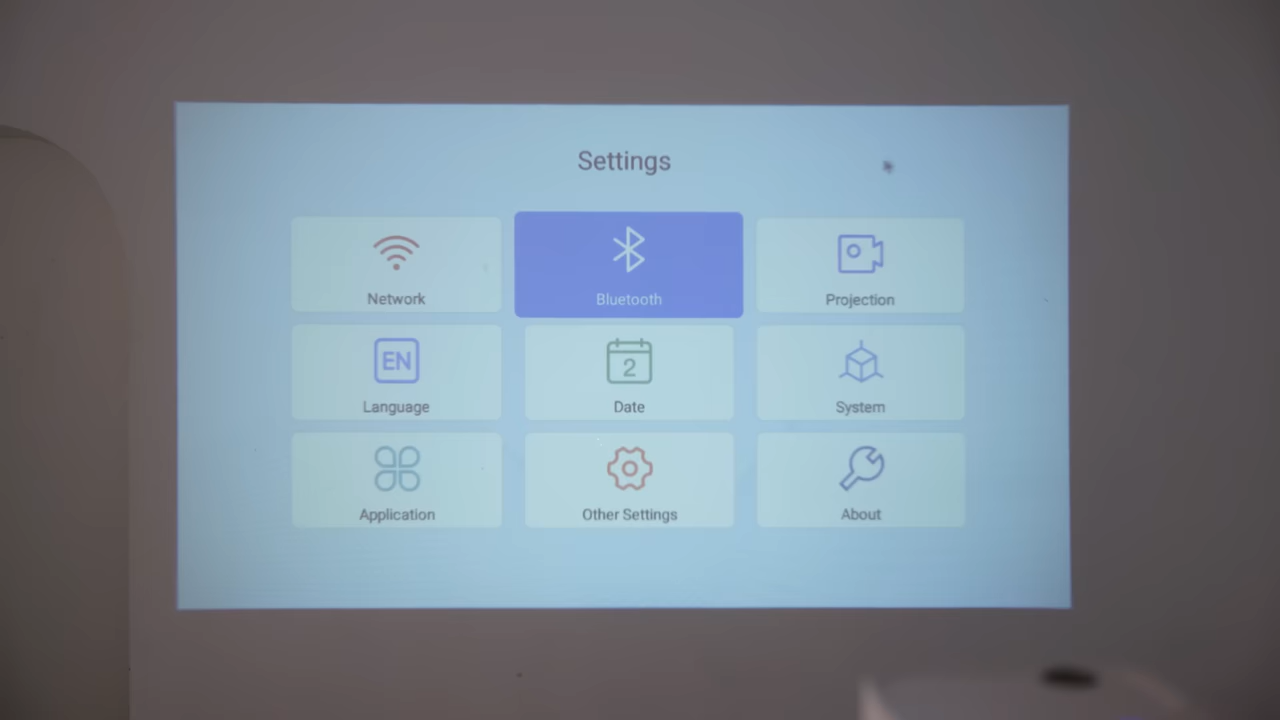 Settings
Network
Bluetooth
Projection
EN
Language
2
Date
System
Application
Other Settings
About